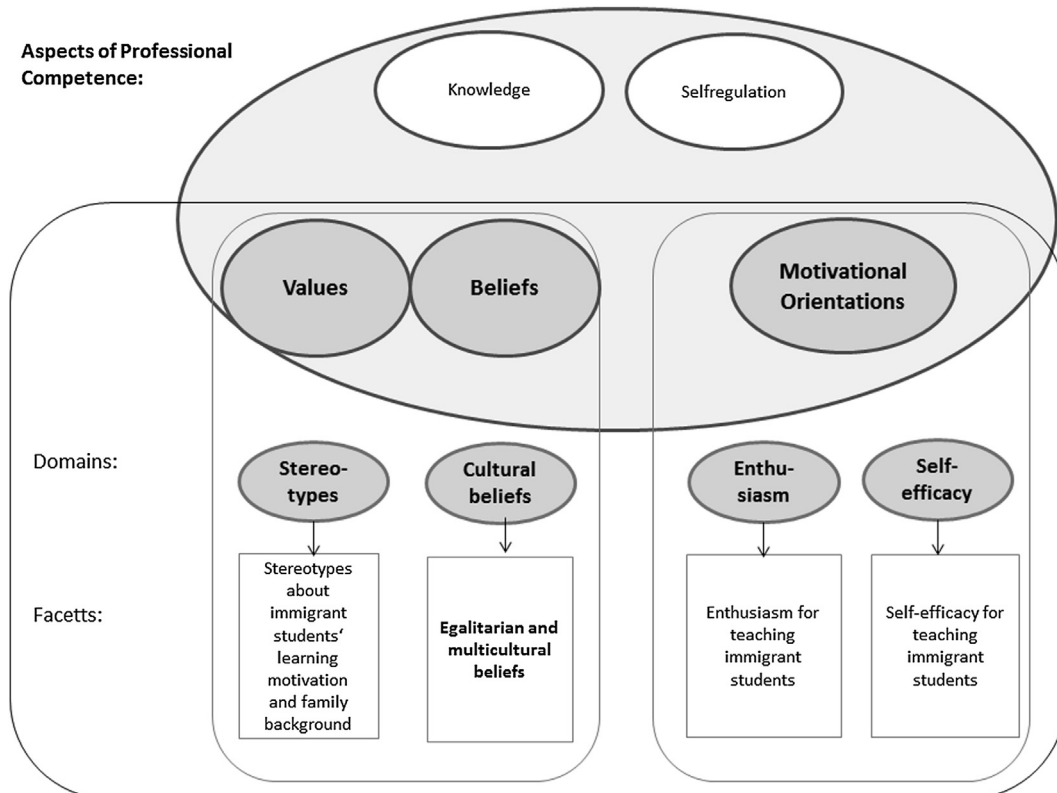 Aspects of Professional
Competence:
Knowledge
Selfregulation
Values
Beliefs
Motivational
Orientations
Domains:
Stereo-
types
Cultural
beliefs
Enthu-
siasm
Self-
efficacy
Facetts:
Stereotypes
about
immigrant
students‘
learning
motivation
and family
background
Egalitarian and
multicultural
beliefs
Enthusiasm for
teaching
immigrant
students
Self-efficacy for
teaching
immigrant
students